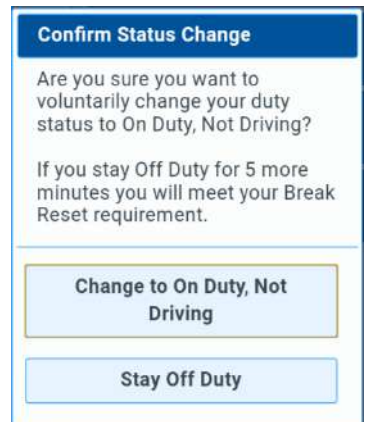 Confirm Status Change
Are you sure you want to
voluntarily change your duty
status to On Duty, Not Driving?
If you stay Off Duty for 5 more
minutes you will meet your Break
Reset requirement.
Change to On Duty, Not
Driving
Stay Off Duty